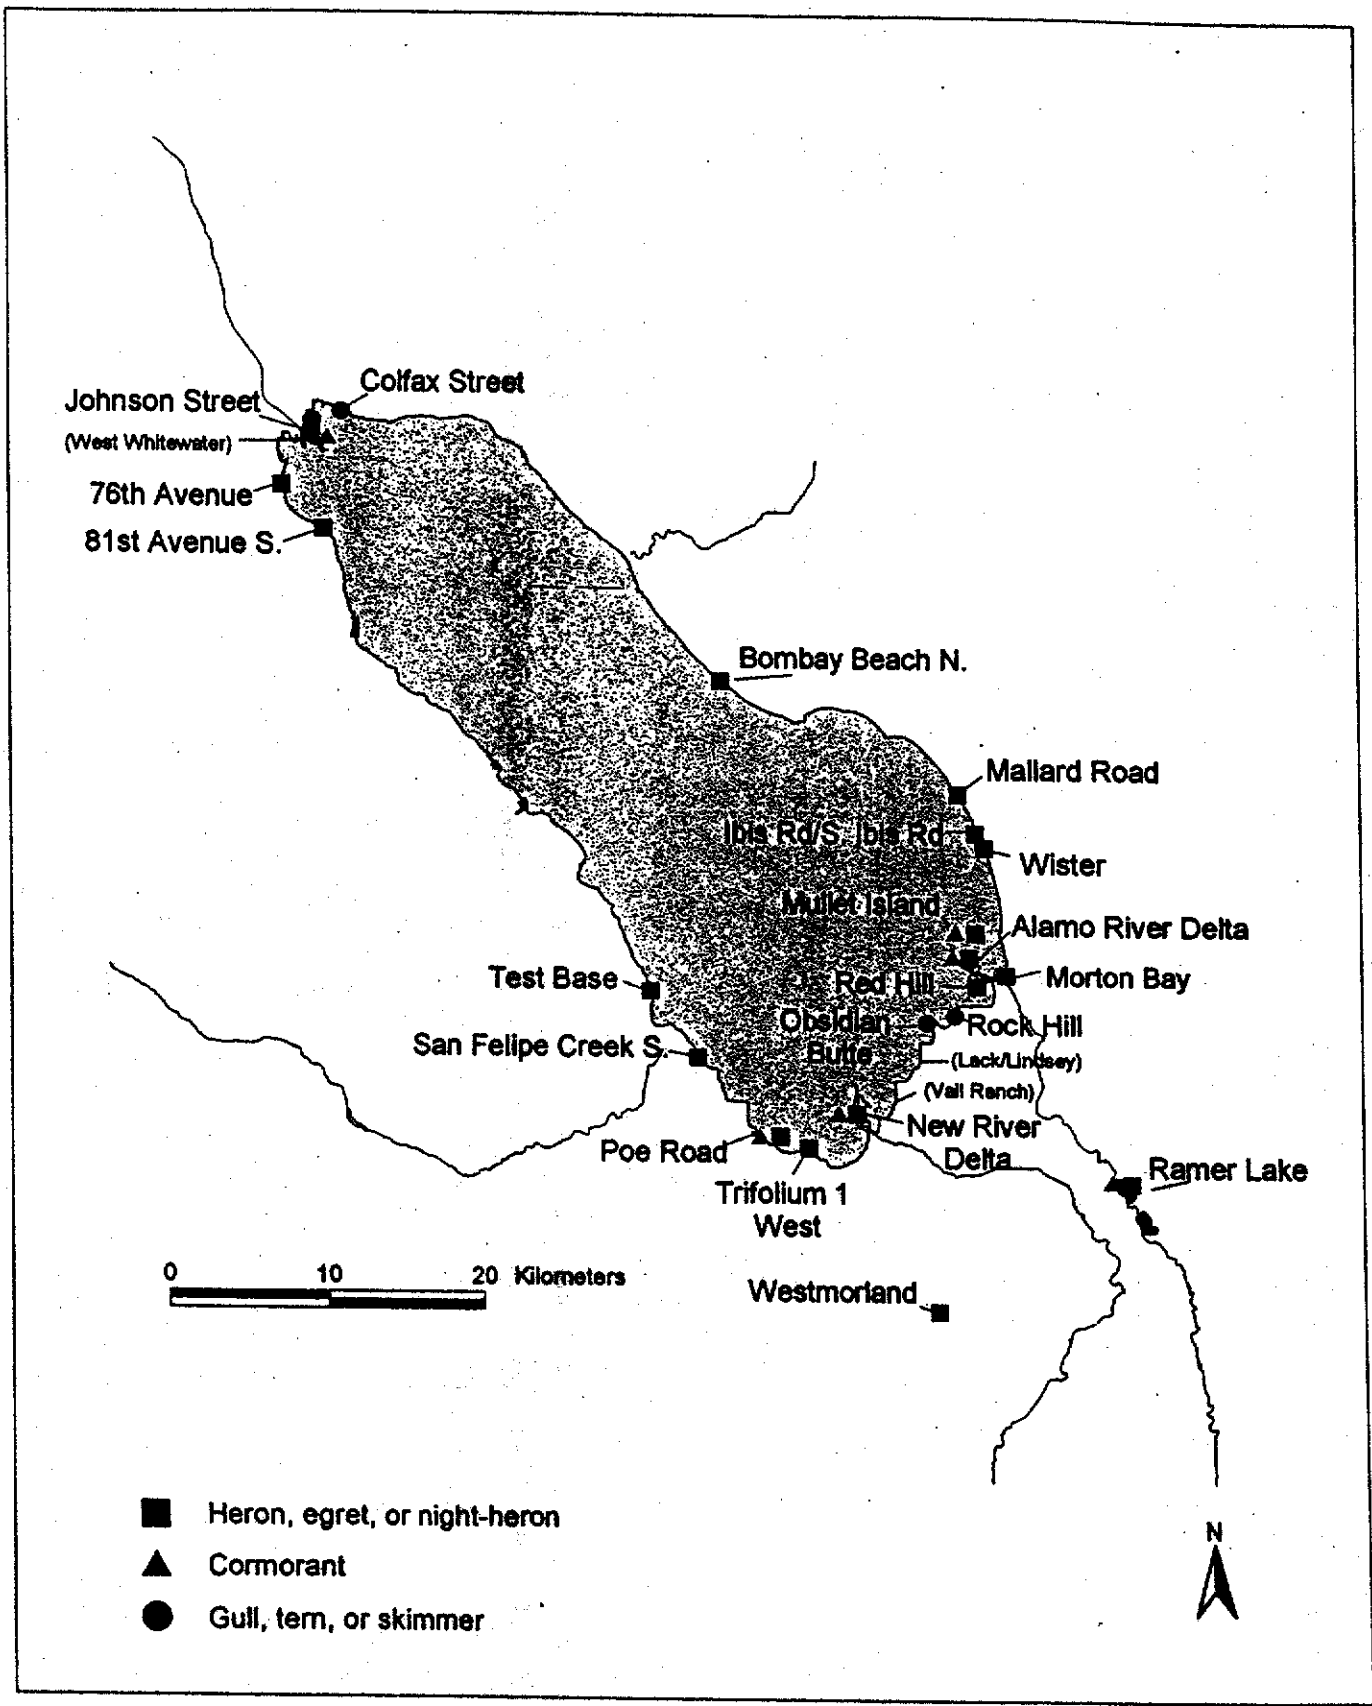 Colfax Street
Johnson Street
(West Whitewater)
76th Avenue
81st Avenue S.
Bombay Beach N.
Mallard Road
Ibis Rd/S. Ibis Rd
Wister
Mullet Island
Alamo River Delta
Test Base
Red Hill
Morton Bay
Obsidian
Butte
Rock Hill
San Felipe Creek S.
(Lack/Lindsey)
(Vail Ranch)
New River
Delta
Poe Road
Ramer Lake
Trifolium 1
West
0 10 20 Kilometers
Westmorland
Heron, egret, or night-heron
Cormorant
Gull, tern, or skimmer
N